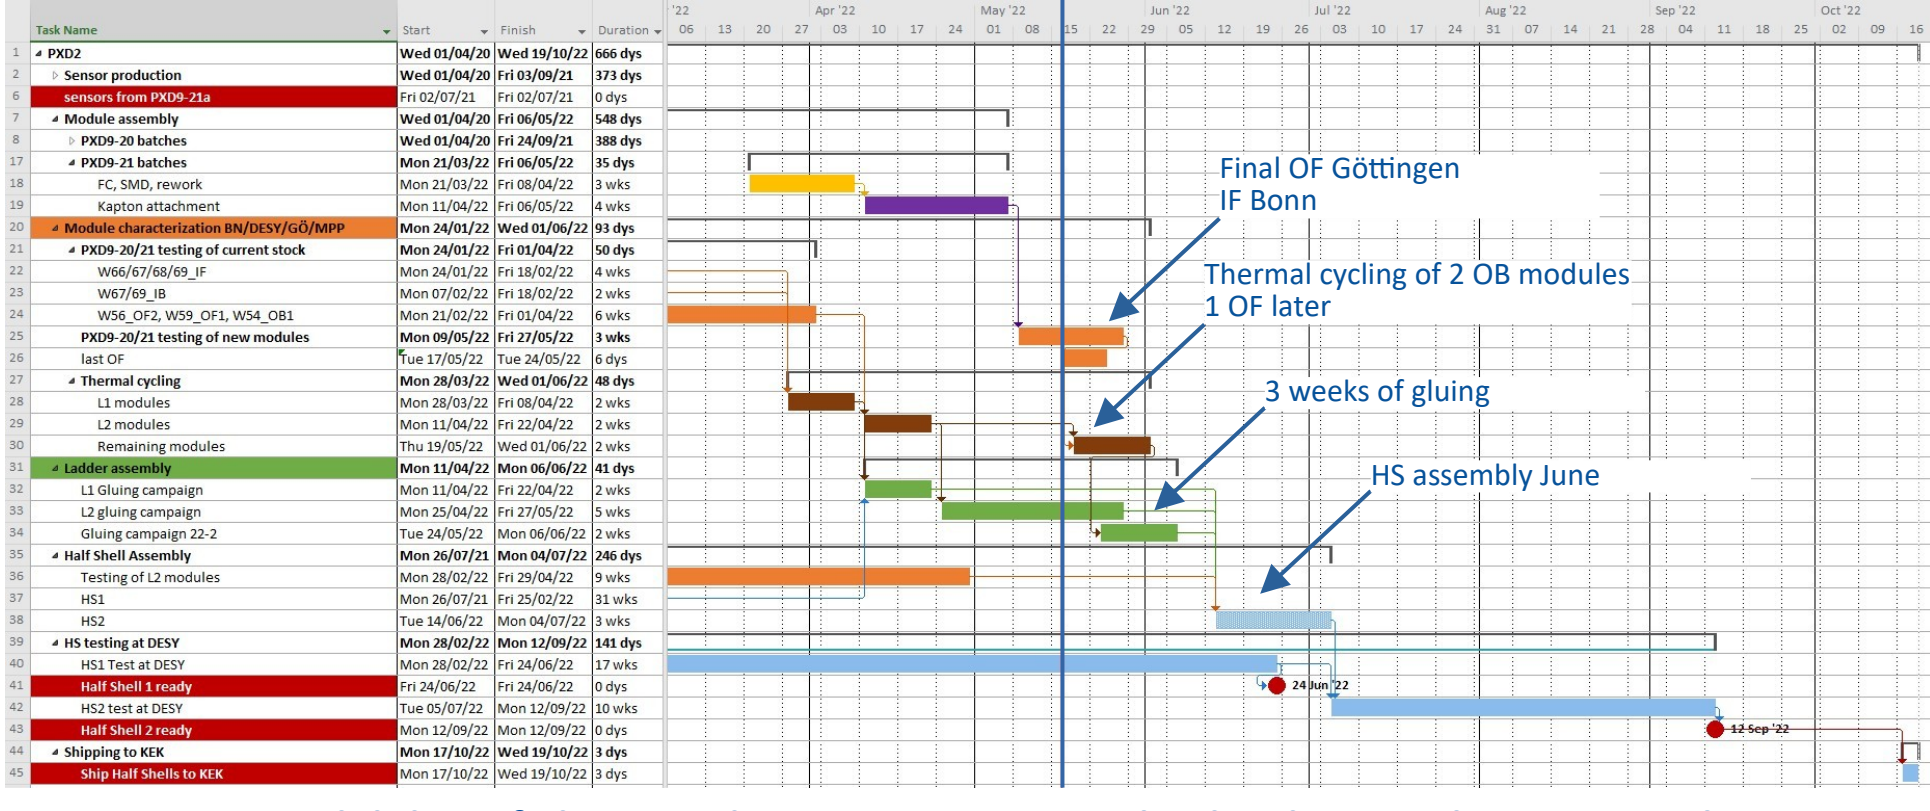 '22 Apr '22 May '22 Jun '22 Jul '22 Aug '22 Sep '22 Oct '22
Task Name Start Finish Duration 06 13 20 27 03 10 17 24 01 08 15 22 29 05 12 19 26 03 10 17 24 31 07 14 21 28 04 11 18 25 02 09 16
1 PXD2 Wed 01/04/20 Wed 19/10/22 666 dys
2 Sensor production Wed 01/04/20 Fri 03/09/21 373 dys
6 sensors from PXD9-21a Fri 02/07/21 Fri 02/07/21 0 dys
7 Module assembly Wed 01/04/20 Fri 06/05/22 548 dys
8 PXD9-20 batches Wed 01/04/20 Fri 24/09/21 388 dys
17 PXD9-21 batches Mon 21/03/22 Fri 06/05/22 35 dys
18 FC, SMD, rework Mon 21/03/22 Fri 08/04/22 3 wks
19 Kapton attachment Mon 11/04/22 Fri 06/05/22 4 wks
20 Module characterization BN/DESY/GÖ/MPP Mon 24/01/22 Wed 01/06/22 93 dys
21 PXD9-20/21 testing of current stock Mon 24/01/22 Fri 01/04/22 50 dys
22 W66/67/68/69_IF Mon 24/01/22 Fri 18/02/22 4 wks
23 W67/69_IB Mon 07/02/22 Fri 18/02/22 2 wks
24 W56_OF2, W59_OF1, W54_OB1 Mon 21/02/22 Fri 01/04/22 6 wks
25 PXD9-20/21 testing of new modules Mon 09/05/22 Fri 27/05/22 3 wks
26 last OF Tue 17/05/22 Tue 24/05/22 6 dys
27 Thermal cycling Mon 28/03/22 Wed 01/06/22 48 dys
28 L1 modules Mon 28/03/22 Fri 08/04/22 2 wks
29 L2 modules Mon 11/04/22 Fri 22/04/22 2 wks
30 Remaining modules Thu 19/05/22 Wed 01/06/22 2 wks
31 Ladder assembly Mon 11/04/22 Mon 06/06/22 41 dys
32 L1 Gluing campaign Mon 11/04/22 Fri 22/04/22 2 wks
33 L2 gluing campaign Mon 25/04/22 Fri 27/05/22 5 wks
34 Gluing campaign 22-2 Tue 24/05/22 Mon 06/06/22 2 wks
35 Half Shell Assembly Mon 26/07/21 Mon 04/07/22 246 dys
36 Testing of L2 modules Mon 28/02/22 Fri 29/04/22 9 wks
37 HS1 Mon 26/07/21 Fri 25/02/22 31 wks
38 HS2 Tue 14/06/22 Mon 04/07/22 3 wks
39 HS testing at DESY Mon 28/02/22 Mon 12/09/22 141 dys
40 HS1 Test at DESY Mon 28/02/22 Fri 24/06/22 17 wks
41 Half Shell 1 ready Fri 24/06/22 Fri 24/06/22 0 dys
42 HS2 test at DESY Tue 05/07/22 Mon 12/09/22 10 wks
43 Half Shell 2 ready Mon 12/09/22 Mon 12/09/22 0 dys
44 Shipping to KEK Mon 17/10/22 Wed 19/10/22 3 dys
45 Ship Half Shells to KEK Mon 17/10/22 Wed 19/10/22 3 dys
Final OF Göttingen
IF Bonn
Thermal cycling of 2 OB modules
1 OF later
3 weeks of gluing
HS assembly June
24 Jun '22
12 Sep '22